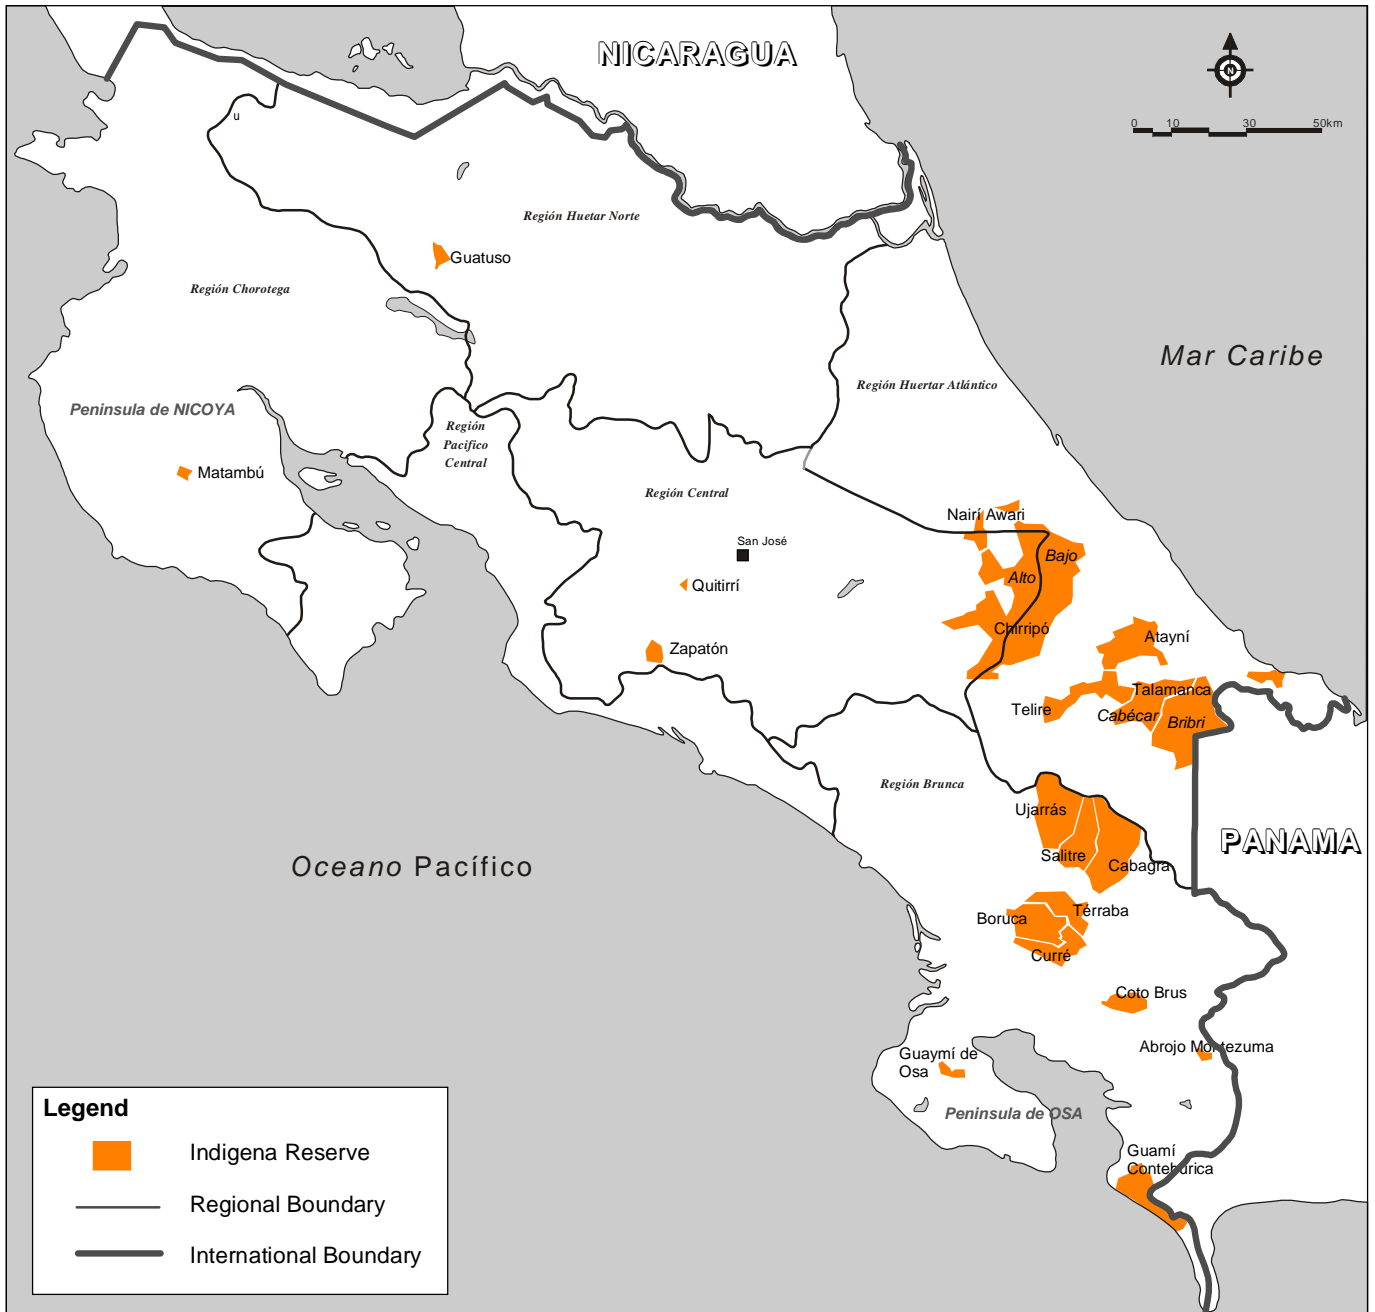 NICARAGUA
N
0 10 30 50km
u
Región Huetar Norte
Guatuso
Región Chorotega
Mar Caribe
Región Huertar Atlántico
Peninsula de NICOYA
Región
Pacifico
Central
Matambú
Región Central
Nairí Awari
San José
Bajo
Alto
Quitirrí
Chirripó
Atayní
Zapatón
Talamanca
Telire
Cabécar
Bribri
Región Brunca
Ujarrás
PANAMA
Salitre
Cabagra
Oceano Pacífico
Térraba
Boruca
Curré
Coto Brus
Abrojo Montezuma
Guaymí de
Osa
Peninsula de OSA
Guamí
Conteburica
Legend
Indigena Reserve
Regional Boundary
International Boundary